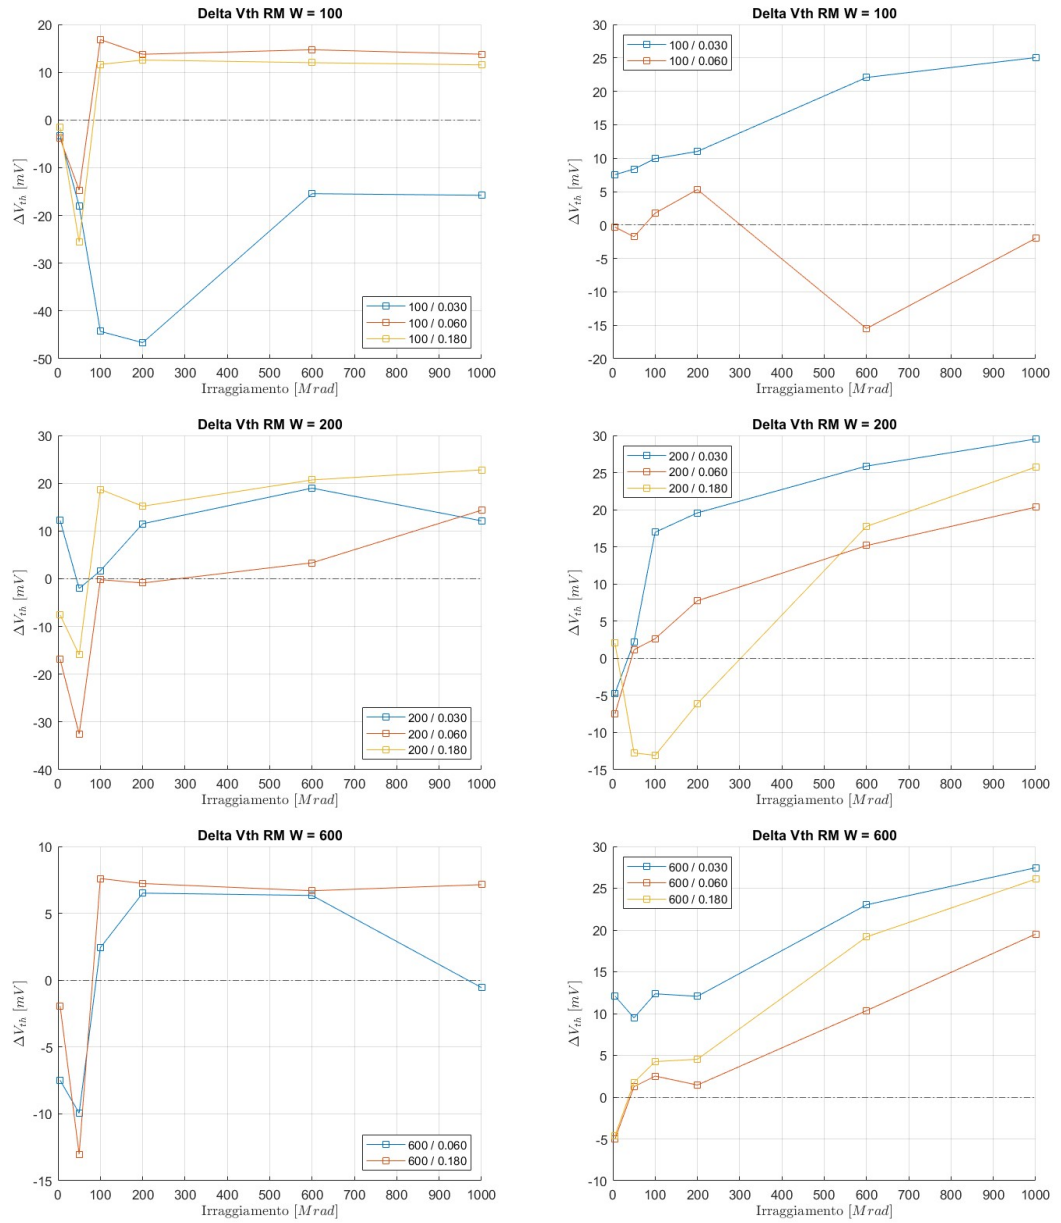 Delta Vth RM W = 100
20
10
0
-10
-20
-30
-40
-50
ΔV_th [mV]
100 / 0.030
100 / 0.060
100 / 0.180
0 100 200 300 400 500 600 700 800 900 1000
Irraggiamento [Mrad]
Delta Vth RM W = 100
30
25
20
15
10
5
0
-5
-10
-15
-20
ΔV_th [mV]
100 / 0.030
100 / 0.060
0 100 200 300 400 500 600 700 800 900 1000
Irraggiamento [Mrad]
Delta Vth RM W = 200
30
20
10
0
-10
-20
-30
-40
ΔV_th [mV]
200 / 0.030
200 / 0.060
200 / 0.180
0 100 200 300 400 500 600 700 800 900 1000
Irraggiamento [Mrad]
Delta Vth RM W = 200
30
25
20
15
10
5
0
-5
-10
-15
ΔV_th [mV]
200 / 0.030
200 / 0.060
200 / 0.180
0 100 200 300 400 500 600 700 800 900 1000
Irraggiamento [Mrad]
Delta Vth RM W = 600
10
5
0
-5
-10
-15
ΔV_th [mV]
600 / 0.060
600 / 0.180
0 100 200 300 400 500 600 700 800 900 1000
Irraggiamento [Mrad]
Delta Vth RM W = 600
30
25
20
15
10
5
0
-5
-10
ΔV_th [mV]
600 / 0.030
600 / 0.060
600 / 0.180
0 100 200 300 400 500 600 700 800 900 1000
Irraggiamento [Mrad]